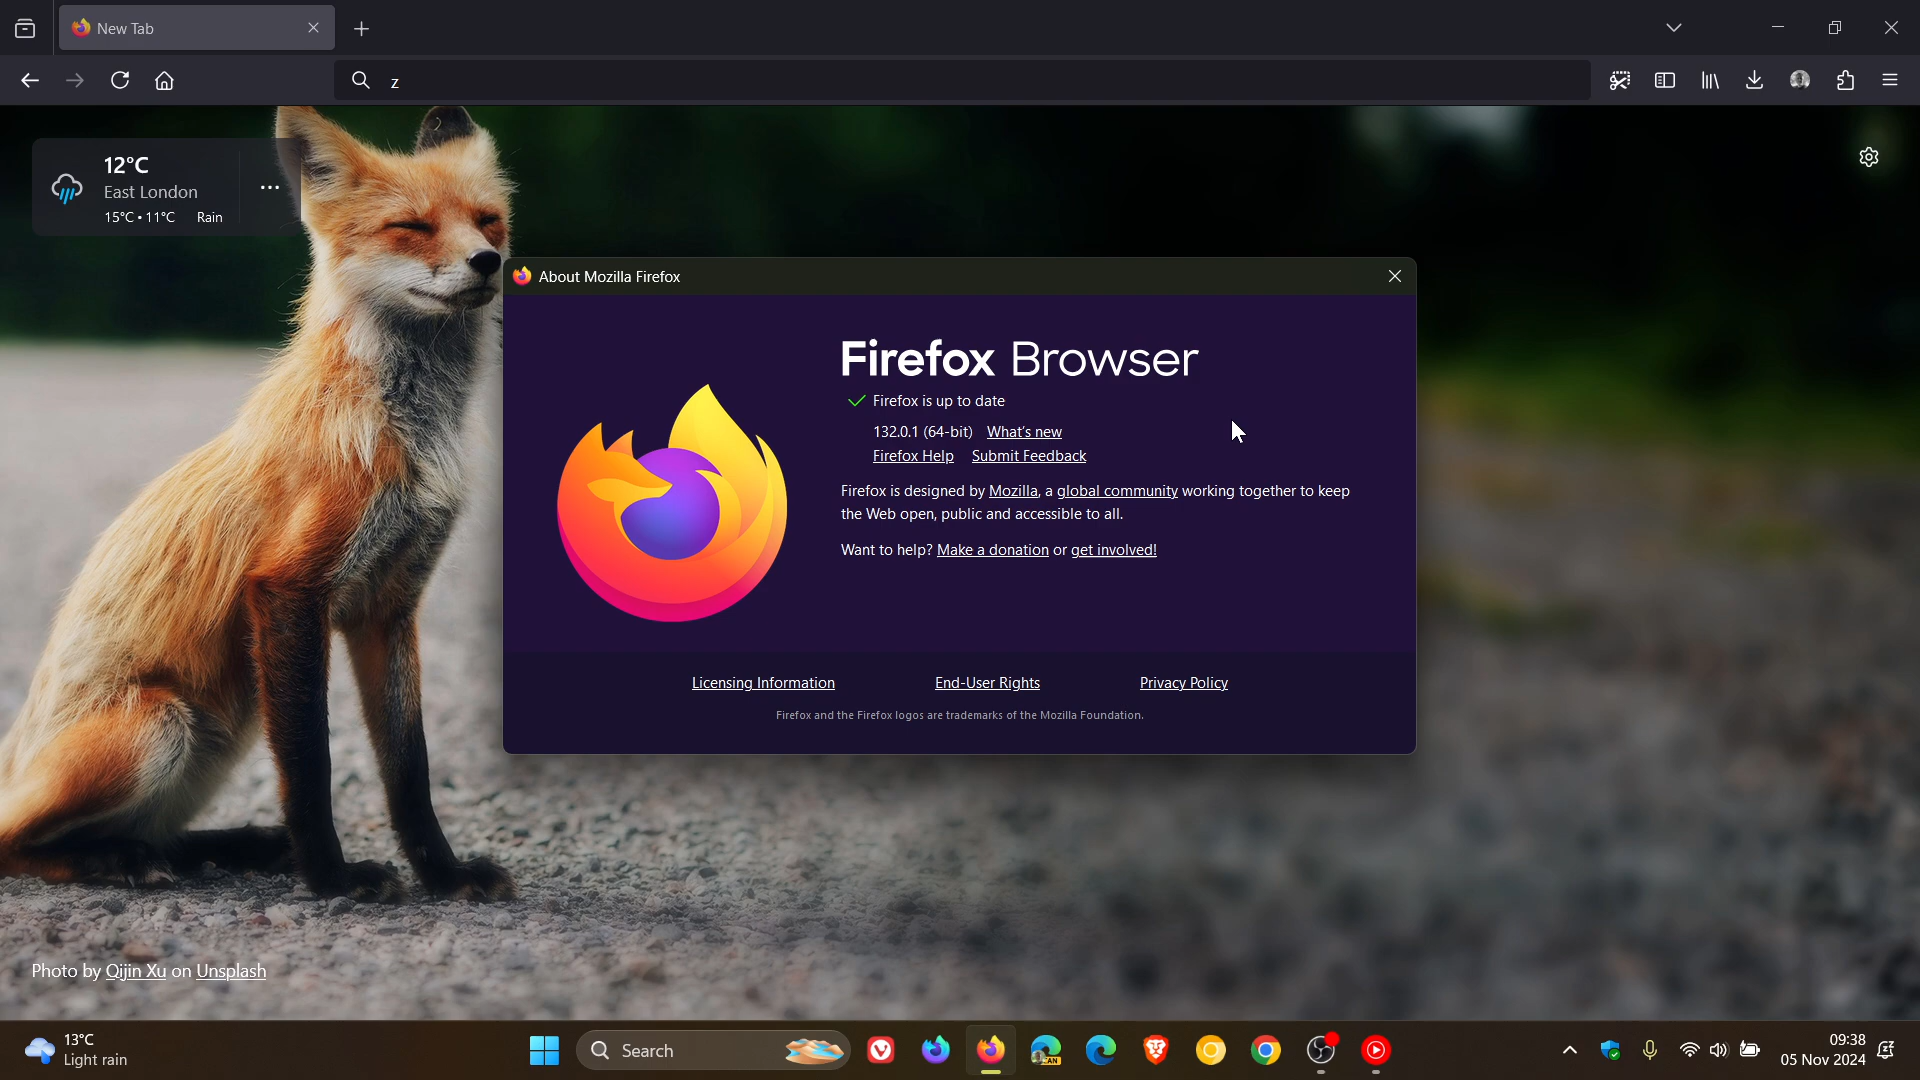 New Tab
z
12°C
East London
15°C • 11°C Rain
About Mozilla Firefox
Firefox Browser
Firefox is up to date
132.0.1 (64-bit) What's new
Firefox Help Submit Feedback
Firefox is designed by Mozilla, a global community working together to keep
the Web open, public and accessible to all.
Want to help? Make a donation or get involved!
Licensing Information End-User Rights Privacy Policy
Firefox and the Firefox logos are trademarks of the Mozilla Foundation.
Photo by Qijin Xu on Unsplash
13°C
Light rain
Search
CAN
09:38
05 Nov 2024